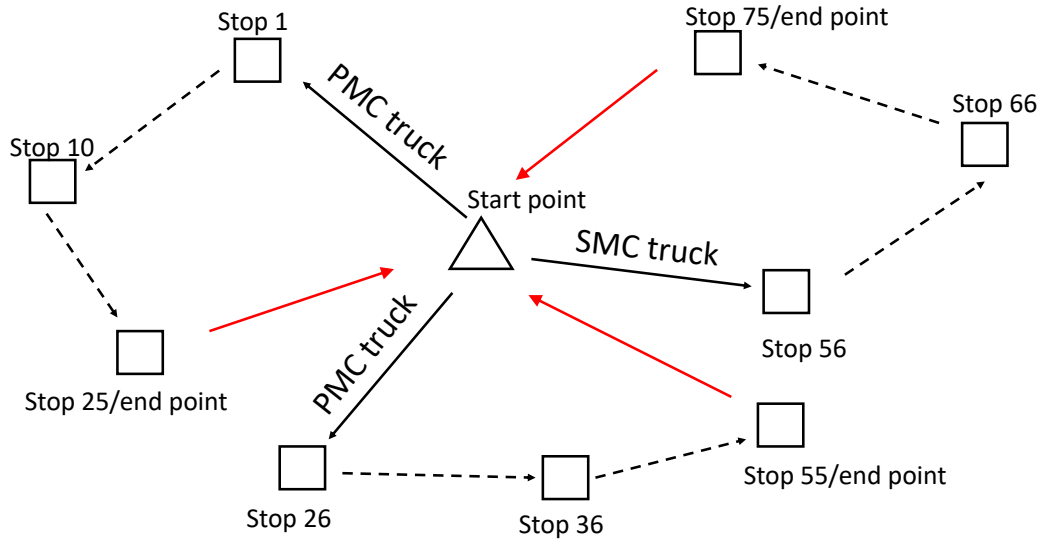 Stop 1
Stop 75/end point
PMC truck
Stop 66
Stop 10
Start point
SMC truck
PMC truck
Stop 56
Stop 25/end point
Stop 55/end point
Stop 26
Stop 36